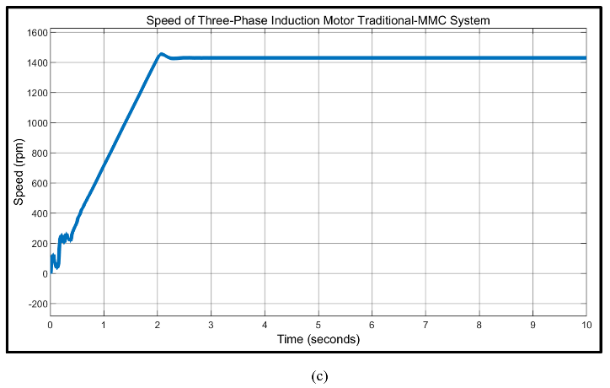 Speed of Three-Phase Induction Motor Traditional-MMC System
1600
1400
1200
1000
800
600
400
200
0
-200
Speed (rpm)
0 1 2 3 4 5 6 7 8 9 10
Time (seconds)
(c)